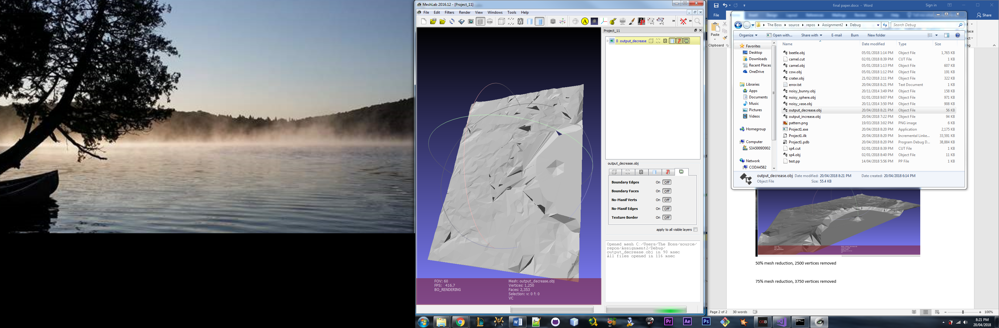 MeshLab 2016.12 - [Project_11]
File Edit Filters Render View Windows Tools Help
Project_11
0 output_decrease
output_decrease.obj
Boundary Edges On Off
Boundary Faces On Off
No-Manif Verts On Off
No-Manif Edges On Off
Texture Border On Off
apply to all visible layers
Opened mesh C:/Users/The Boss/source/
repos/Assignment2/Debug/
output_decrease.obj in 90 msec
All files opened in 116 msec
FOV: 60
FPS: 416.7
BO_RENDERING
Mesh: output_decrease.obj
Vertices: 1,250
Faces: 2,353
Selection: v: 0 f: 0
VC
final paper.docx - Word
Sign in
File
Share
Paste
Clipboard
The Boss source repos Assignment2 Debug
Search Debug
Organize Open with... Share with E-mail Burn New folder
Favorites
Desktop
Downloads
Recent Places
OneDrive
Libraries
Apps
Documents
Music
Pictures
Videos
Homegroup
Computer
S3A5009D002
Network
CODA4582
Name Date modified Type Size
beetle.obj 05/01/2018 1:14 PM Object File 1,765 KB
camel.cut 02/01/2018 8:39 PM CUT File 1 KB
camel.obj 05/01/2018 1:13 PM Object File 607 KB
cow.obj 05/01/2018 1:12 PM Object File 191 KB
crater.obj 21/02/2018 2:11 PM Object File 322 KB
error.txt 20/04/2018 8:21 PM Text Document 1 KB
noisy_bunny.obj 20/11/2014 3:49 PM Object File 158 KB
noisy_sphere.obj 02/01/2018 9:07 PM Object File 971 KB
noisy_vase.obj 20/11/2014 3:50 PM Object File 908 KB
output_decrease.obj 20/04/2018 8:21 PM Object File 56 KB
output_increase.obj 20/04/2018 7:22 PM Object File 94 KB
pattern.png 19/03/2018 3:02 PM PNG image 6 KB
Project1.exe 20/04/2018 8:20 PM Application 2,175 KB
Project1.ilk 20/04/2018 8:20 PM Incremental Linke... 33,591 KB
Project1.pdb 20/04/2018 8:20 PM Program Debug D... 38,884 KB
sp4.cut 02/01/2018 8:39 PM CUT File 1 KB
sp4.obj 02/01/2018 8:40 PM Object File 11 KB
test.pp 14/04/2018 5:56 PM PP File 1 KB
output_decrease.obj Date modified: 20/04/2018 8:21 PM Date created: 20/04/2018 6:14 PM
Object File Size: 55.4 KB
50% mesh reduction, 2500 vertices removed
75% mesh reduction, 3750 vertices removed
Page 2 of 2 30 words
100%
Pr Ae Ps
OSB
8:21 PM
20/04/2018